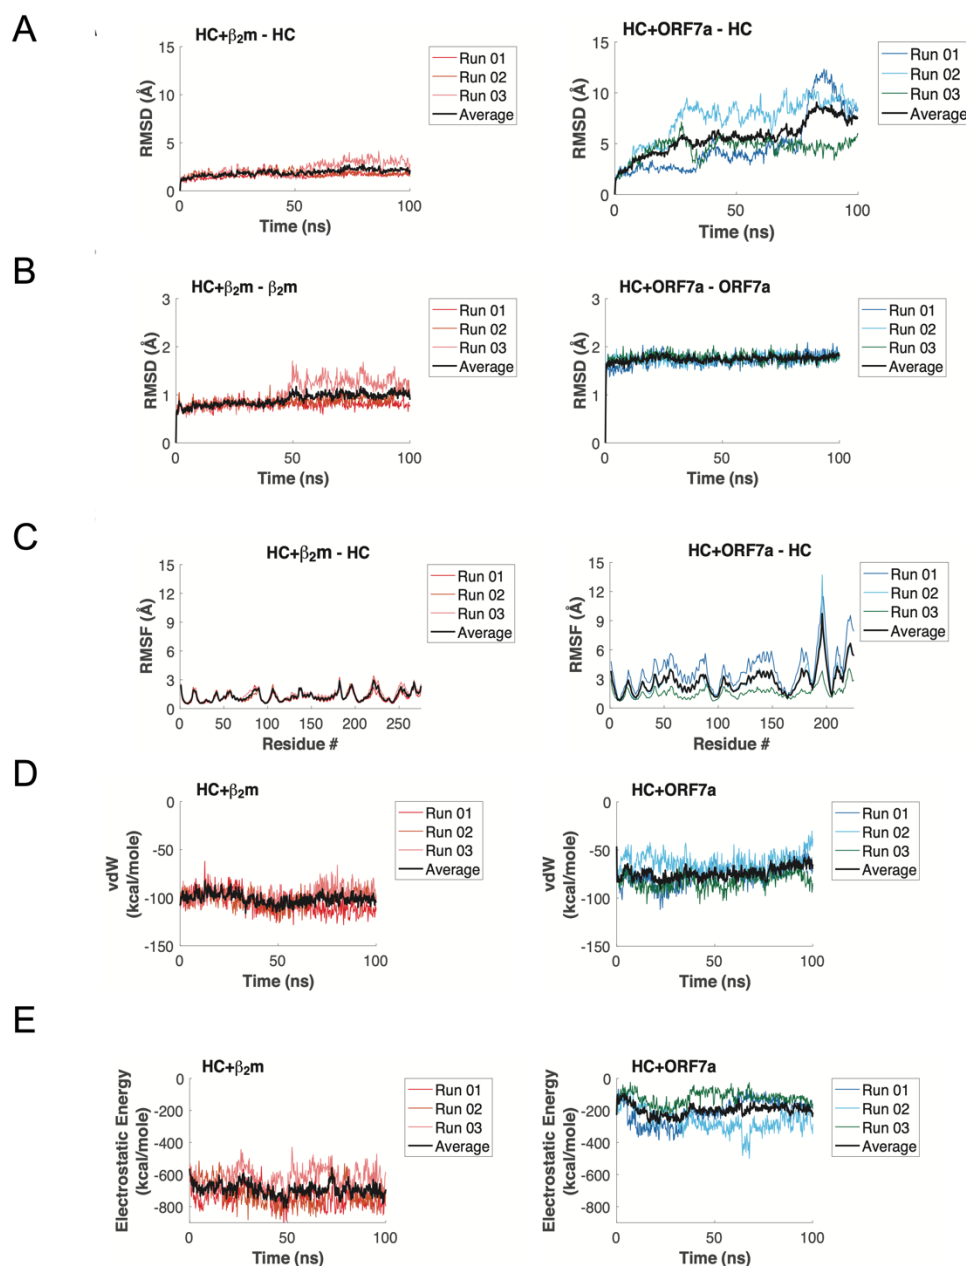 A
HC+β₂m - HC
RMSD (Å)
15
10
5
0
0
50
100
Time (ns)
Run 01
Run 02
Run 03
Average
HC+ORF7a - HC
RMSD (Å)
15
10
5
0
0
50
100
Time (ns)
Run 01
Run 02
Run 03
Average
B
HC+β₂m - β₂m
RMSD (Å)
3
2
1
0
0
50
100
Time (ns)
Run 01
Run 02
Run 03
Average
HC+ORF7a - ORF7a
RMSD (Å)
3
2
1
0
0
50
100
Time (ns)
Run 01
Run 02
Run 03
Average
C
HC+β₂m - HC
RMSF (Å)
15
12
9
6
3
0
0
50
100
150
200
250
Residue #
Run 01
Run 02
Run 03
Average
HC+ORF7a - HC
RMSF (Å)
15
12
9
6
3
0
0
50
100
150
200
Residue #
Run 01
Run 02
Run 03
Average
D
HC+β₂m
vdW
(kcal/mole)
0
-50
-100
-150
0
50
100
Time (ns)
Run 01
Run 02
Run 03
Average
HC+ORF7a
vdW
(kcal/mole)
0
-50
-100
-150
0
50
100
Time (ns)
Run 01
Run 02
Run 03
Average
E
HC+β₂m
Electrostatic Energy
(kcal/mole)
0
-200
-400
-600
-800
0
50
100
Time (ns)
Run 01
Run 02
Run 03
Average
HC+ORF7a
Electrostatic Energy
(kcal/mole)
0
-200
-400
-600
-800
0
50
100
Time (ns)
Run 01
Run 02
Run 03
Average